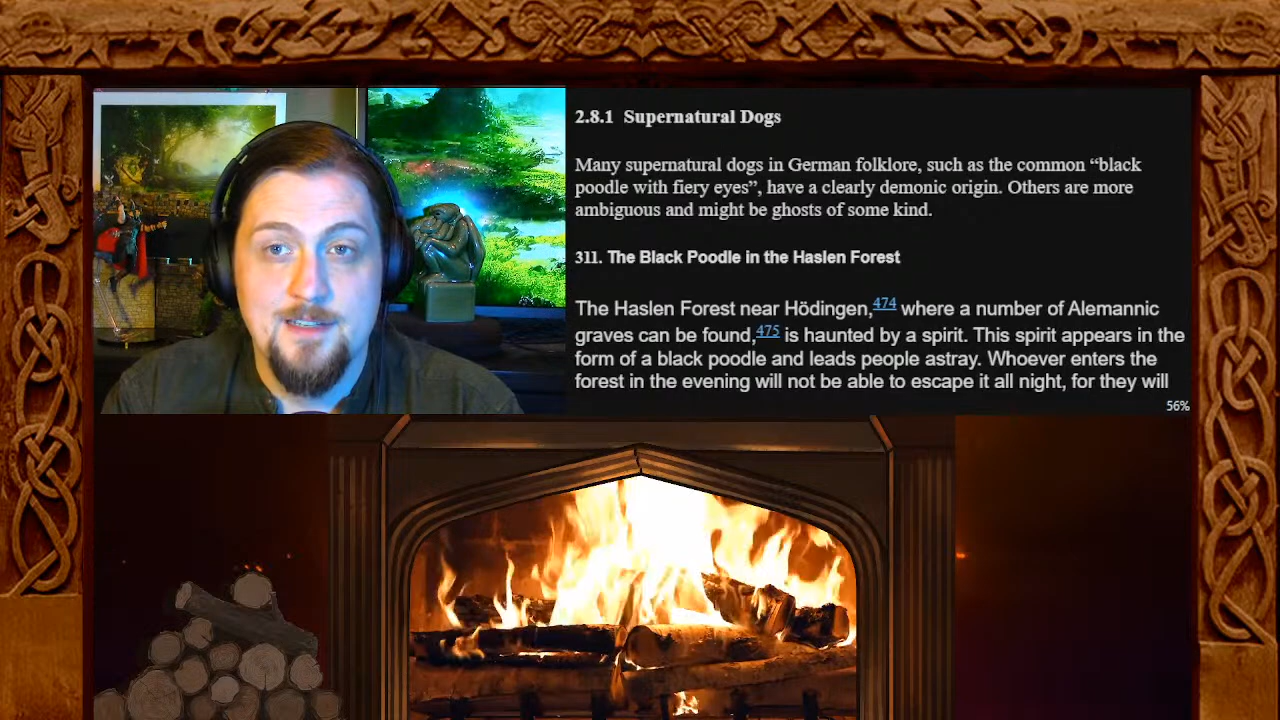 2.8.1 Supernatural Dogs
Many supernatural dogs in German folklore, such as the common “black
poodle with fiery eyes”, have a clearly demonic origin. Others are more
ambiguous and might be ghosts of some kind.
311. The Black Poodle in the Haslen Forest
The Haslen Forest near Hödingen,474 where a number of Alemannic
graves can be found,475 is haunted by a spirit. This spirit appears in the
form of a black poodle and leads people astray. Whoever enters the
forest in the evening will not be able to escape it all night, for they will
56%